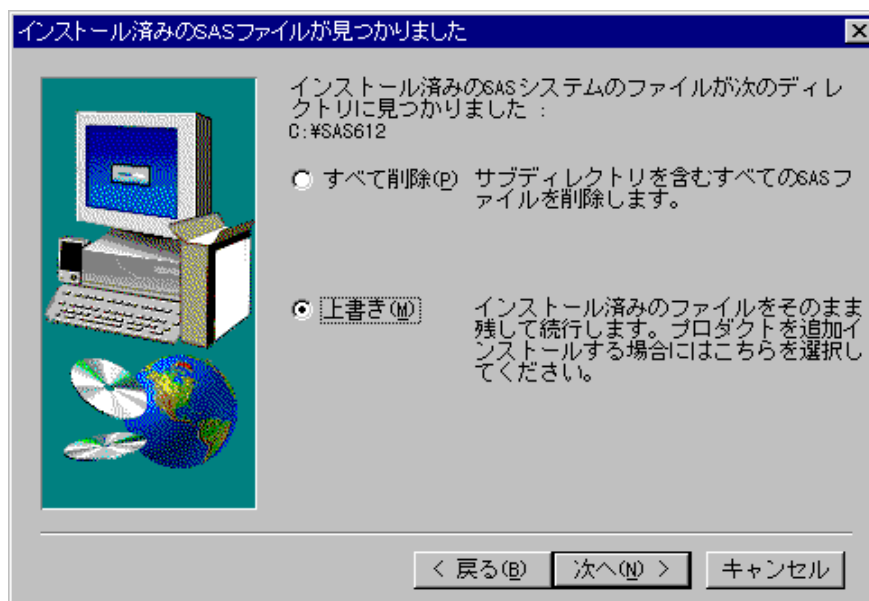 インストール済みのSASファイルが見つかりました
インストール済みのSASシステムのファイルが次のディレ
クトリに見つかりました :
C:¥SAS612
すべて削除(P) サブディレクトリを含むすべてのSASフ
ァイルを削除します。
上書き(M) インストール済みのファイルをそのまま
残して続行します。プロダクトを追加イ
ンストールする場合にはこちらを選択し
てください。
< 戻る(B) 次へ(N) > キャンセル